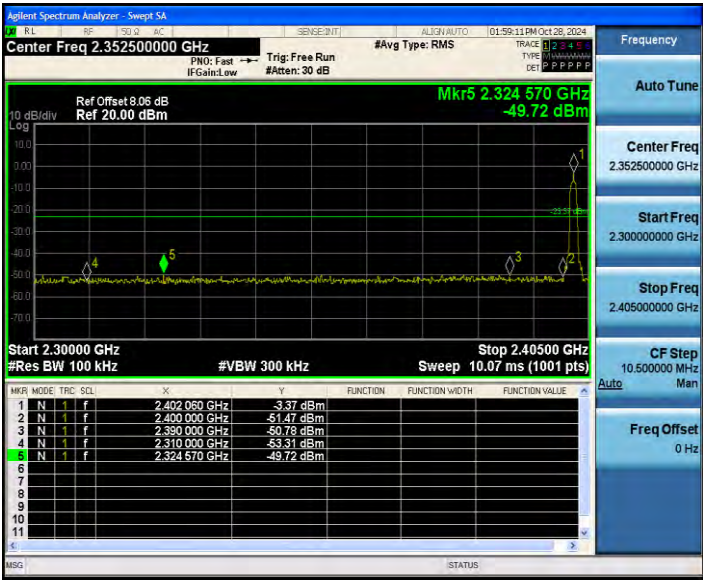 Agilent Spectrum Analyzer - Swept SA
RL RF 50 Ω AC SENSE:INT ALIGN AUTO 01:59:11 PM Oct 28, 2024
Center Freq 2.352500000 GHz #Avg Type: RMS TRACE 1 2 3 4 5 6
PNO: Fast Trig: Free Run TYPE
IFGain:Low #Atten: 30 dB DET P P P P P P
Mkr5 2.324 570 GHz
-49.72 dBm
Ref Offset 8.06 dB
10 dB/div Ref 20.00 dBm
Log
10.0
0.00
-10.0
-20.0
-23.57 dBm
-30.0
-40.0
-50.0
-60.0
-70.0
1
2
3
4
5
Start 2.30000 GHz Stop 2.40500 GHz
#Res BW 100 kHz #VBW 300 kHz Sweep 10.07 ms (1001 pts)
MKR MODE TRC SCL X Y FUNCTION FUNCTION WIDTH FUNCTION VALUE
1 N 1 f 2.402 060 GHz -3.37 dBm
2 N 1 f 2.400 000 GHz -51.47 dBm
3 N 1 f 2.390 000 GHz -50.78 dBm
4 N 1 f 2.310 000 GHz -53.31 dBm
5 N 1 f 2.324 570 GHz -49.72 dBm
6
7
8
9
10
11
MSG STATUS
Frequency
Auto Tune
Center Freq
2.352500000 GHz
Start Freq
2.300000000 GHz
Stop Freq
2.405000000 GHz
CF Step
10.500000 MHz
Auto Man
Freq Offset
0 Hz